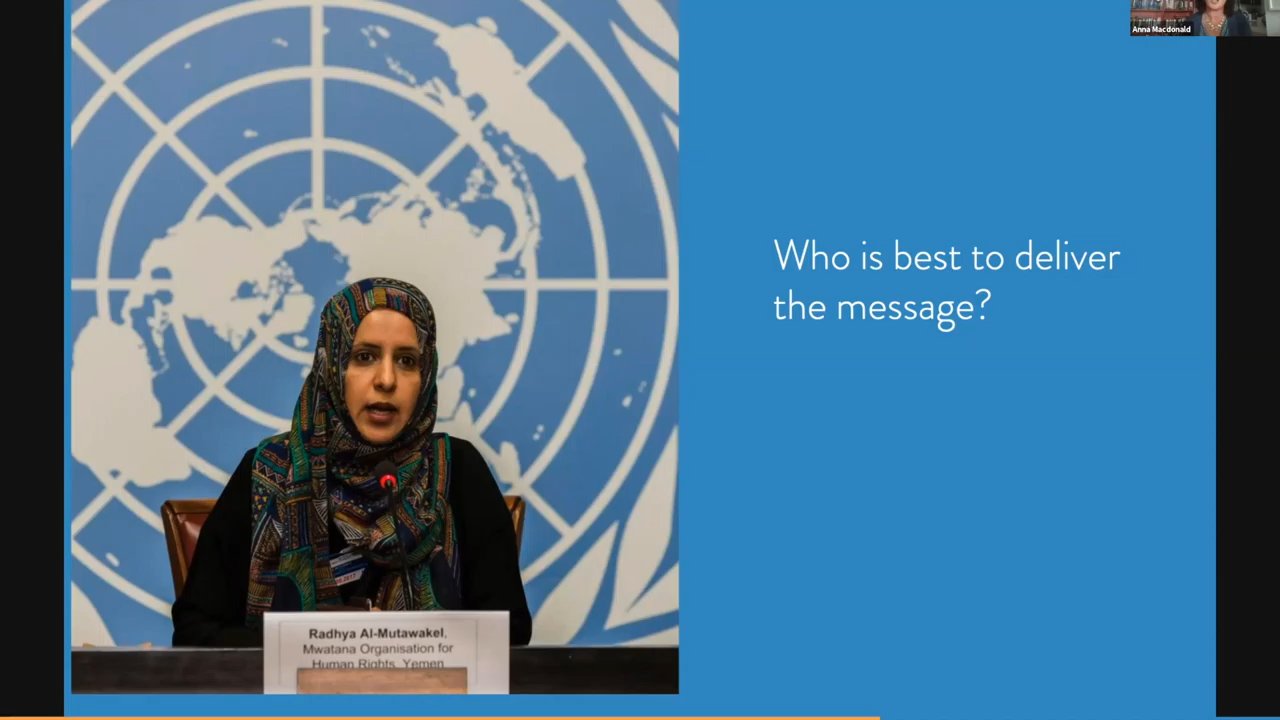 Anna Macdonald
Who is best to deliver
the message?
Radhya Al-Mutawakel,
Mwatana Organisation for
Human Rights, Yemen